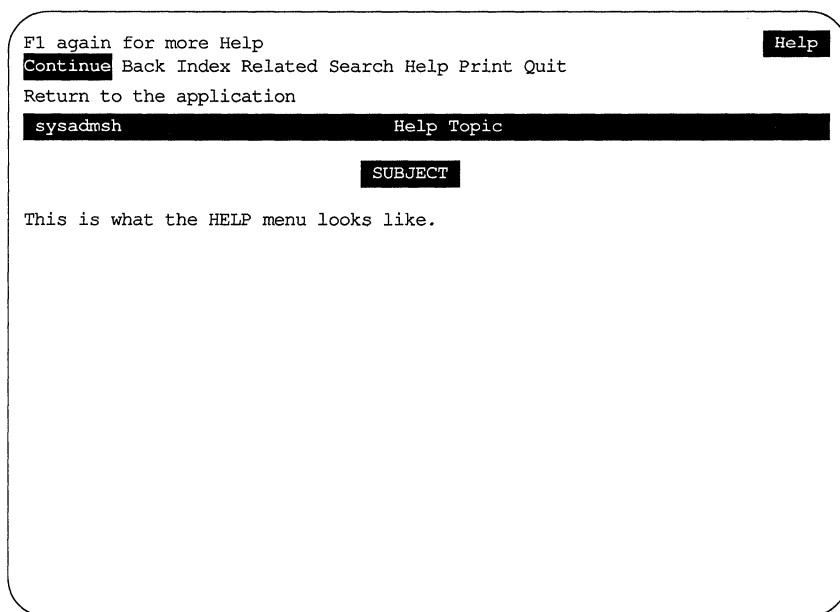 F1 again for more Help Help
Continue Back Index Related Search Help Print Quit
Return to the application
sysadmsh Help Topic
SUBJECT
This is what the HELP menu looks like.